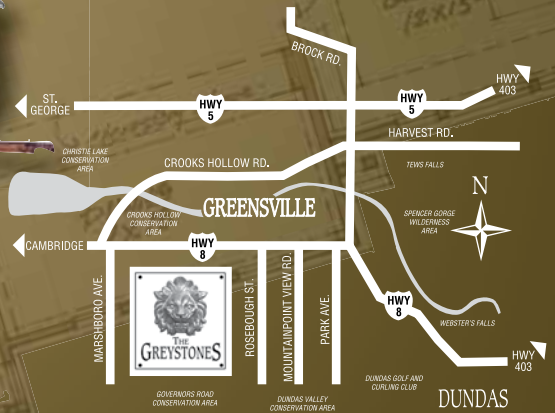 12X13
BROCK RD.
HWY
403
ST.
GEORGE
HWY
5
HWY
5
HARVEST RD.
CHRISTIE LAKE
CONSERVATION
AREA
CROOKS HOLLOW RD.
TEWS FALLS
N
CROOKS HOLLOW
CONSERVATION
AREA
GREENSVILLE
SPENCER GORGE
WILDERNESS
AREA
CAMBRIDGE
HWY
8
MARSHBORO AVE.
THE
GREYSTONES
ROSEBOUGH ST.
MOUNTAINPOINT VIEW RD.
PARK AVE.
HWY
8
WEBSTER'S FALLS
HWY
403
GOVERNORS ROAD
CONSERVATION AREA
DUNDAS VALLEY
CONSERVATION AREA
DUNDAS GOLF AND
CURLING CLUB
DUNDAS